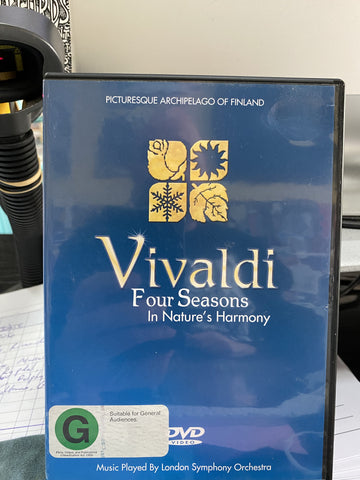 PICTURESQUE ARCHIPELAGO OF FINLAND
Vivaldi
Four Seasons
In Nature's Harmony
G
Suitable for General
Audiences.
DVD
VIDEO
Music Played By London Symphony Orchestra